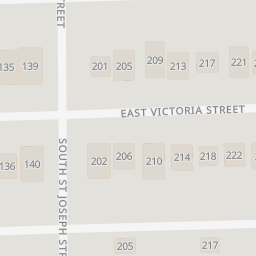 STREET
135 139 201 205 209 213 217 221
EAST VICTORIA STREET
136 140 202 206 210 214 218 222
SOUTH ST JOSEPH STR
205 217